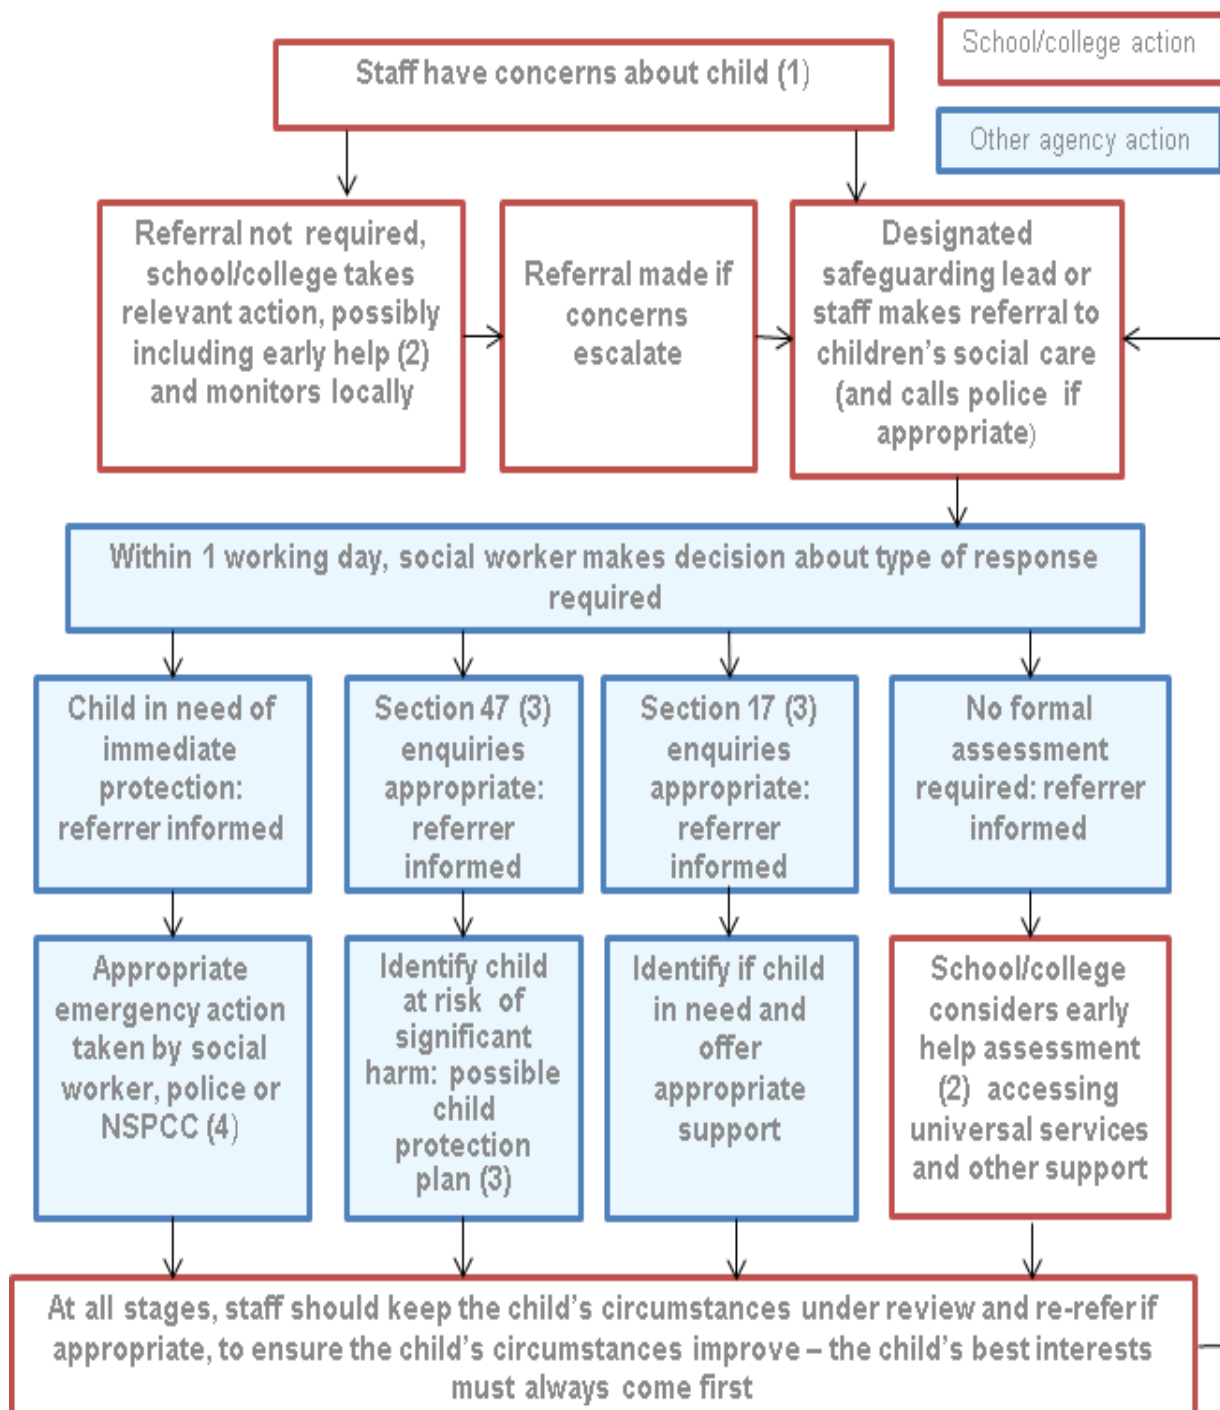 School/college action
Staff have concerns about child (1)
Other agency action
Referral not required,
school/college takes
relevant action, possibly
including early help (2)
and monitors locally
Referral made if
concerns
escalate
Designated
safeguarding lead or
staff makes referral to
children’s social care
(and calls police if
appropriate)
Within 1 working day, social worker makes decision about type of response
required
Child in need of
immediate
protection:
referrer informed
Section 47 (3)
enquiries
appropriate:
referrer
informed
Section 17 (3)
enquiries
appropriate:
referrer
informed
No formal
assessment
required: referrer
informed
Appropriate
emergency action
taken by social
worker, police or
NSPCC (4)
Identify child
at risk of
significant
harm: possible
child
protection
plan (3)
Identify if child
in need and
offer
appropriate
support
School/college
considers early
help assessment
(2) accessing
universal services
and other support
At all stages, staff should keep the child’s circumstances under review and re-refer if
appropriate, to ensure the child’s circumstances improve – the child’s best interests
must always come first